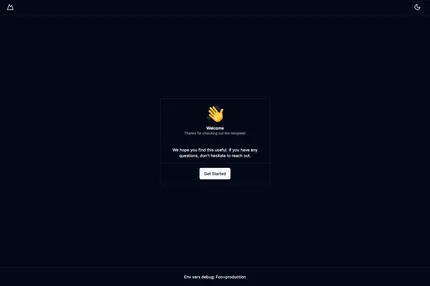 Welcome
Thanks for checking out the template!
We hope you find this useful. If you have any
questions, don't hesitate to reach out.
Get Started
Env vars debug: Foo=production